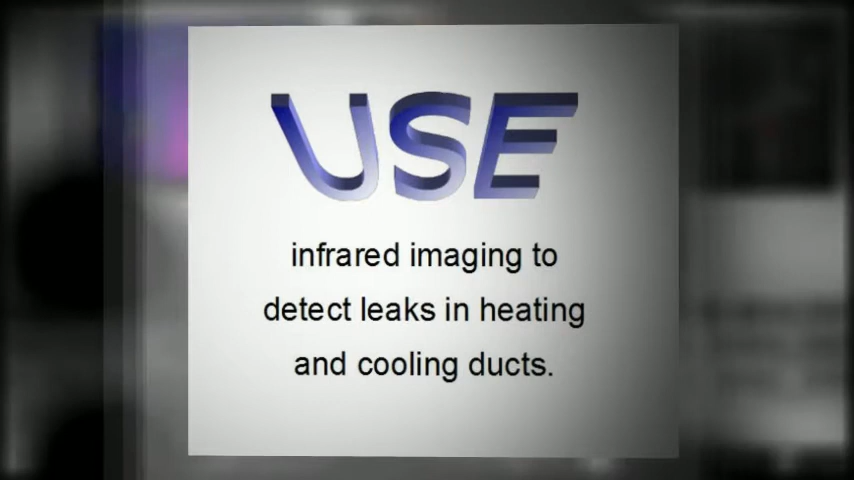 USE
infrared imaging to
detect leaks in heating
and cooling ducts.